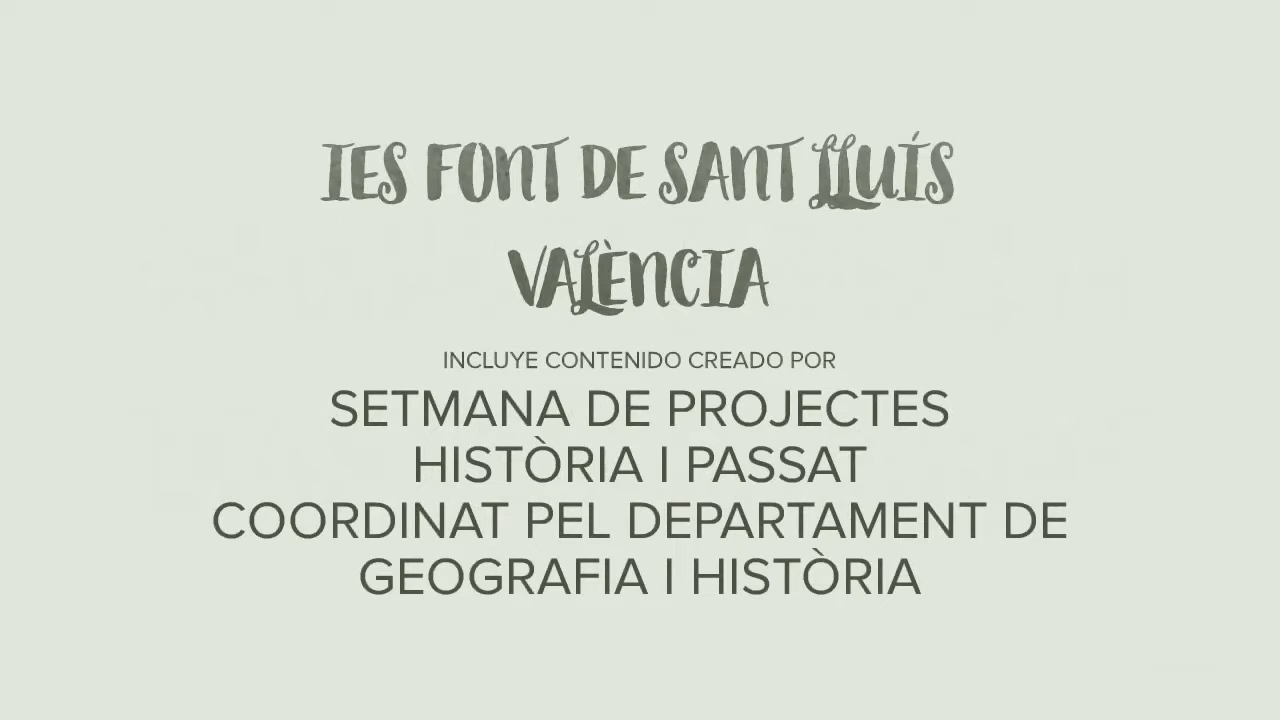 IES FONT DE SANT LLUÍS
VALÈNCIA
INCLUYE CONTENIDO CREADO POR
SETMANA DE PROJECTES
HISTÒRIA I PASSAT
COORDINAT PEL DEPARTAMENT DE
GEOGRAFIA I HISTÒRIA